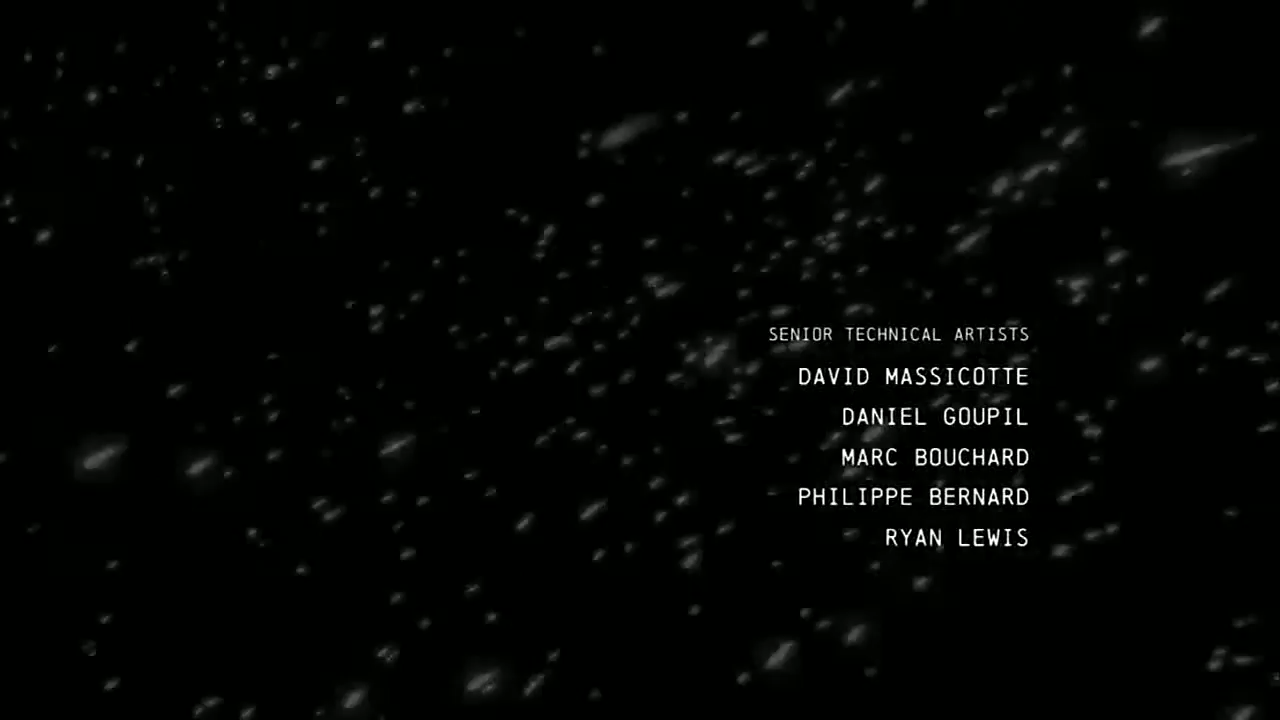 SENIOR TECHNICAL ARTISTS
DAVID MASSICOTTE
DANIEL GOUPIL
MARC BOUCHARD
PHILIPPE BERNARD
RYAN LEWIS